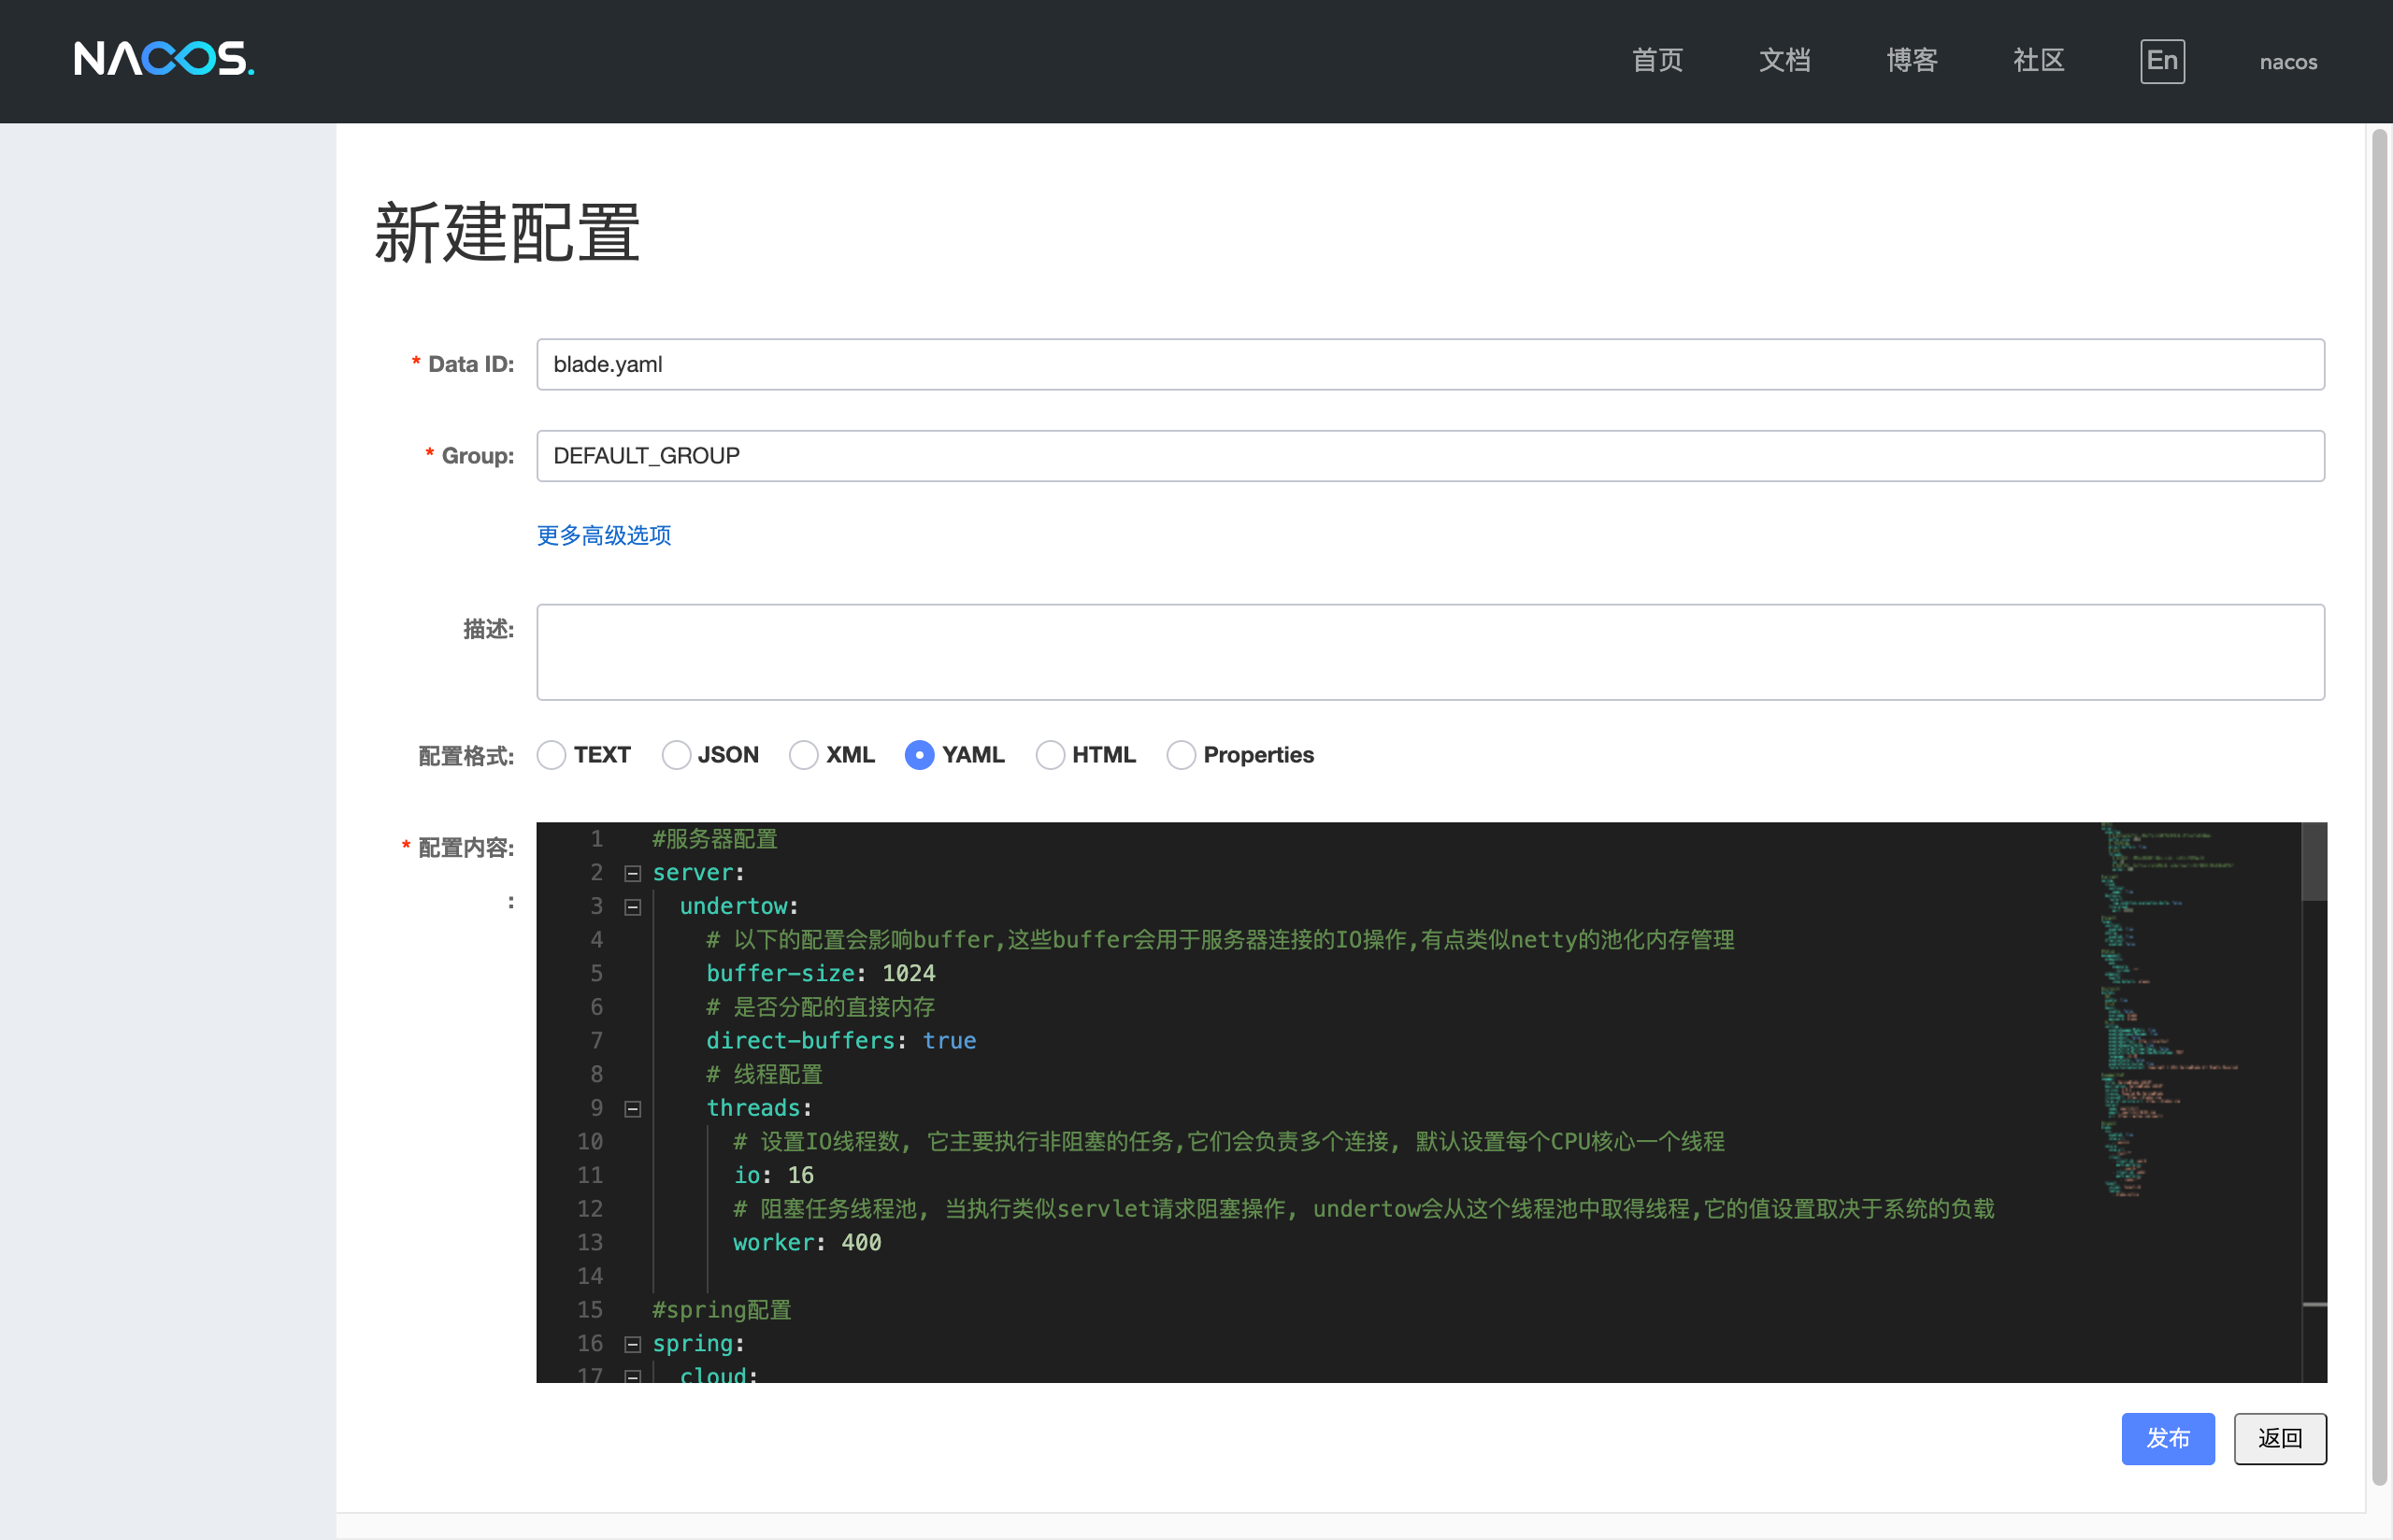 NACOS.
首页 文档 博客 社区 En nacos
新建配置
* Data ID: blade.yaml
* Group: DEFAULT_GROUP
更多高级选项
描述:
配置格式: TEXT JSON XML YAML HTML Properties
* 配置内容:
:
1 #服务器配置
2 server:
3 undertow:
4 # 以下的配置会影响buffer,这些buffer会用于服务器连接的IO操作,有点类似netty的池化内存管理
5 buffer-size: 1024
6 # 是否分配的直接内存
7 direct-buffers: true
8 # 线程配置
9 threads:
10 # 设置IO线程数, 它主要执行非阻塞的任务,它们会负责多个连接, 默认设置每个CPU核心一个线程
11 io: 16
12 # 阻塞任务线程池, 当执行类似servlet请求阻塞操作, undertow会从这个线程池中取得线程,它的值设置取决于系统的负载
13 worker: 400
14
15 #spring配置
16 spring:
17 cloud:
发布 返回